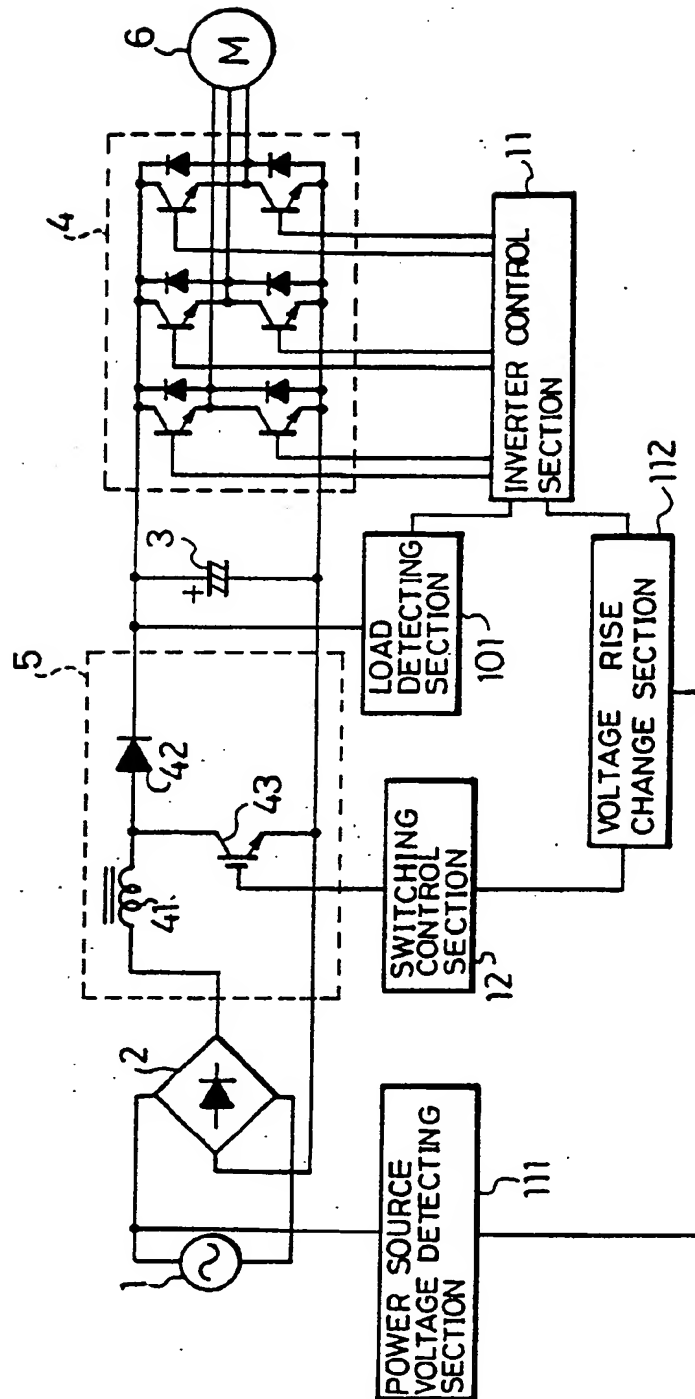 1
2
5
41
42
43
3
+
4
6
M
POWER SOURCE
VOLTAGE DETECTING
SECTION
111
SWITCHING
CONTROL
SECTION
12
LOAD
DETECTING
SECTION
101
INVERTER CONTROL
SECTION
11
VOLTAGE RISE
CHANGE SECTION
112